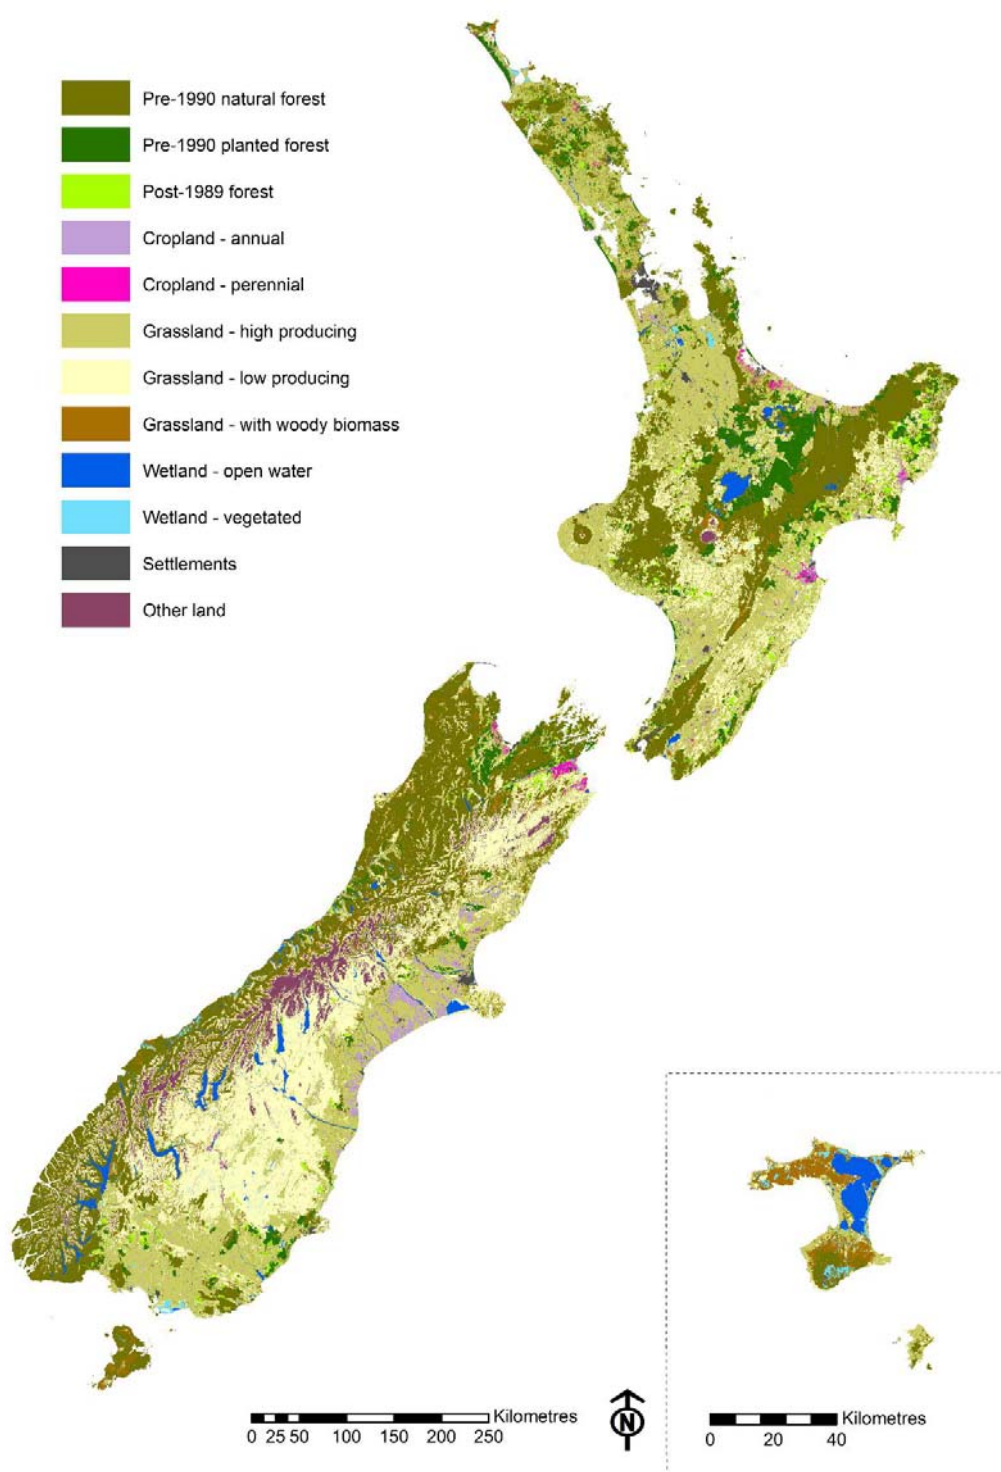 Pre-1990 natural forest
Pre-1990 planted forest
Post-1989 forest
Cropland - annual
Cropland - perennial
Grassland - high producing
Grassland - low producing
Grassland - with woody biomass
Wetland - open water
Wetland - vegetated
Settlements
Other land
Kilometres
0 25 50 100 150 200 250
N
Kilometres
0 20 40